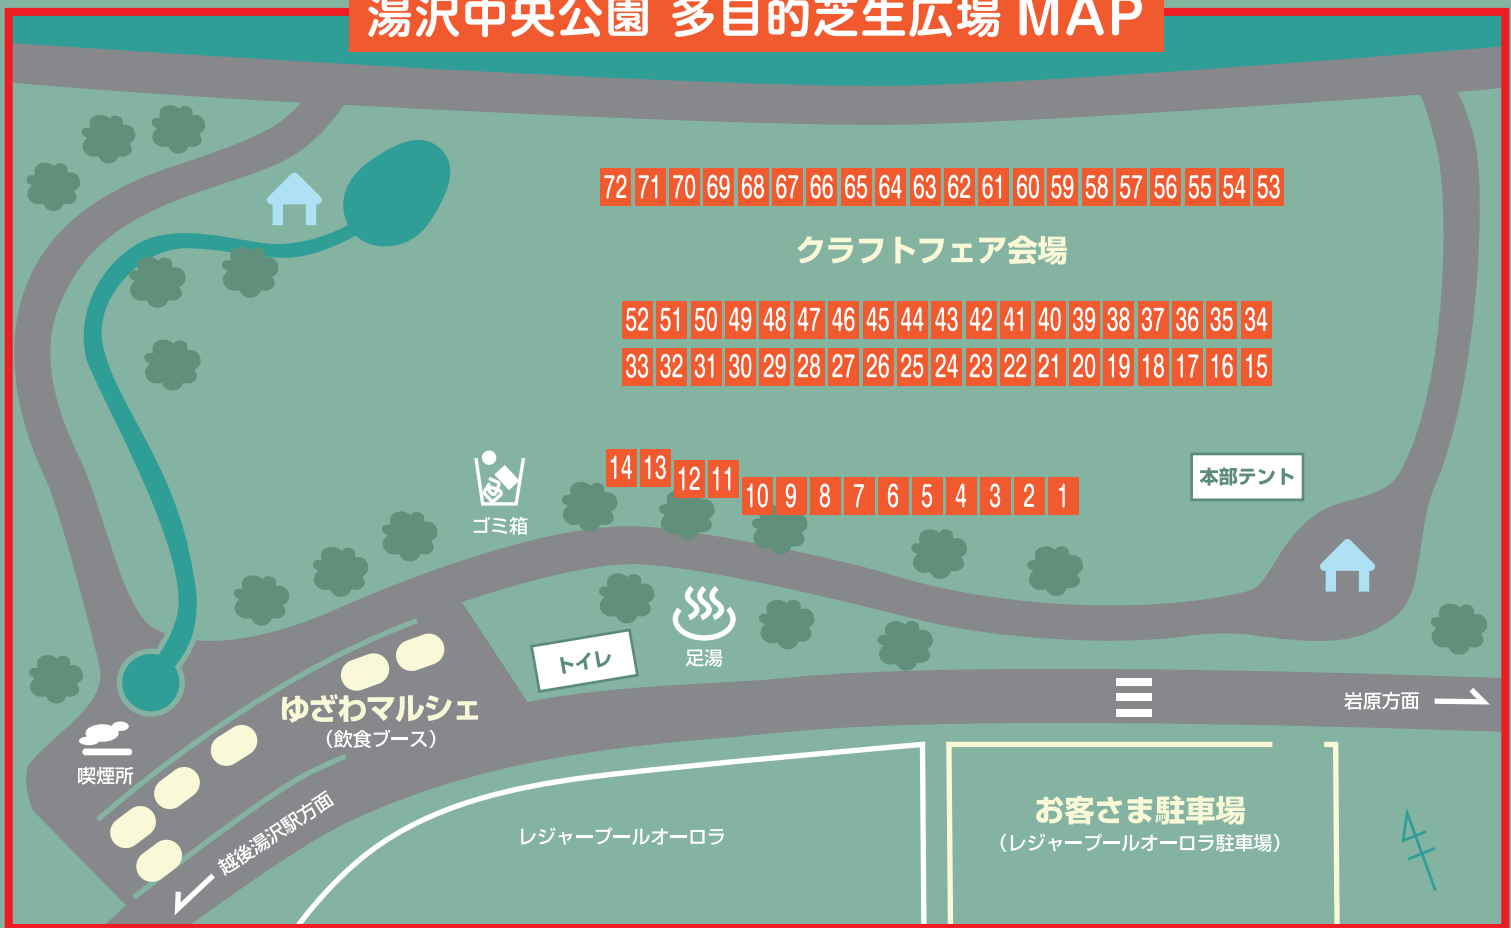 湯沢中央公園 多目的芝生広場 MAP
72 71 70 69 68 67 66 65 64 63 62 61 60 59 58 57 56 55 54 53
クラフトフェア会場
52 51 50 49 48 47 46 45 44 43 42 41 40 39 38 37 36 35 34
33 32 31 30 29 28 27 26 25 24 23 22 21 20 19 18 17 16 15
14 13 12 11 10 9 8 7 6 5 4 3 2 1
本部テント
ゴミ箱
トイレ
足湯
ゆざわマルシェ
（飲食ブース）
岩原方面
喫煙所
越後湯沢駅方面
レジャープールオーロラ
お客さま駐車場
（レジャープールオーロラ駐車場）